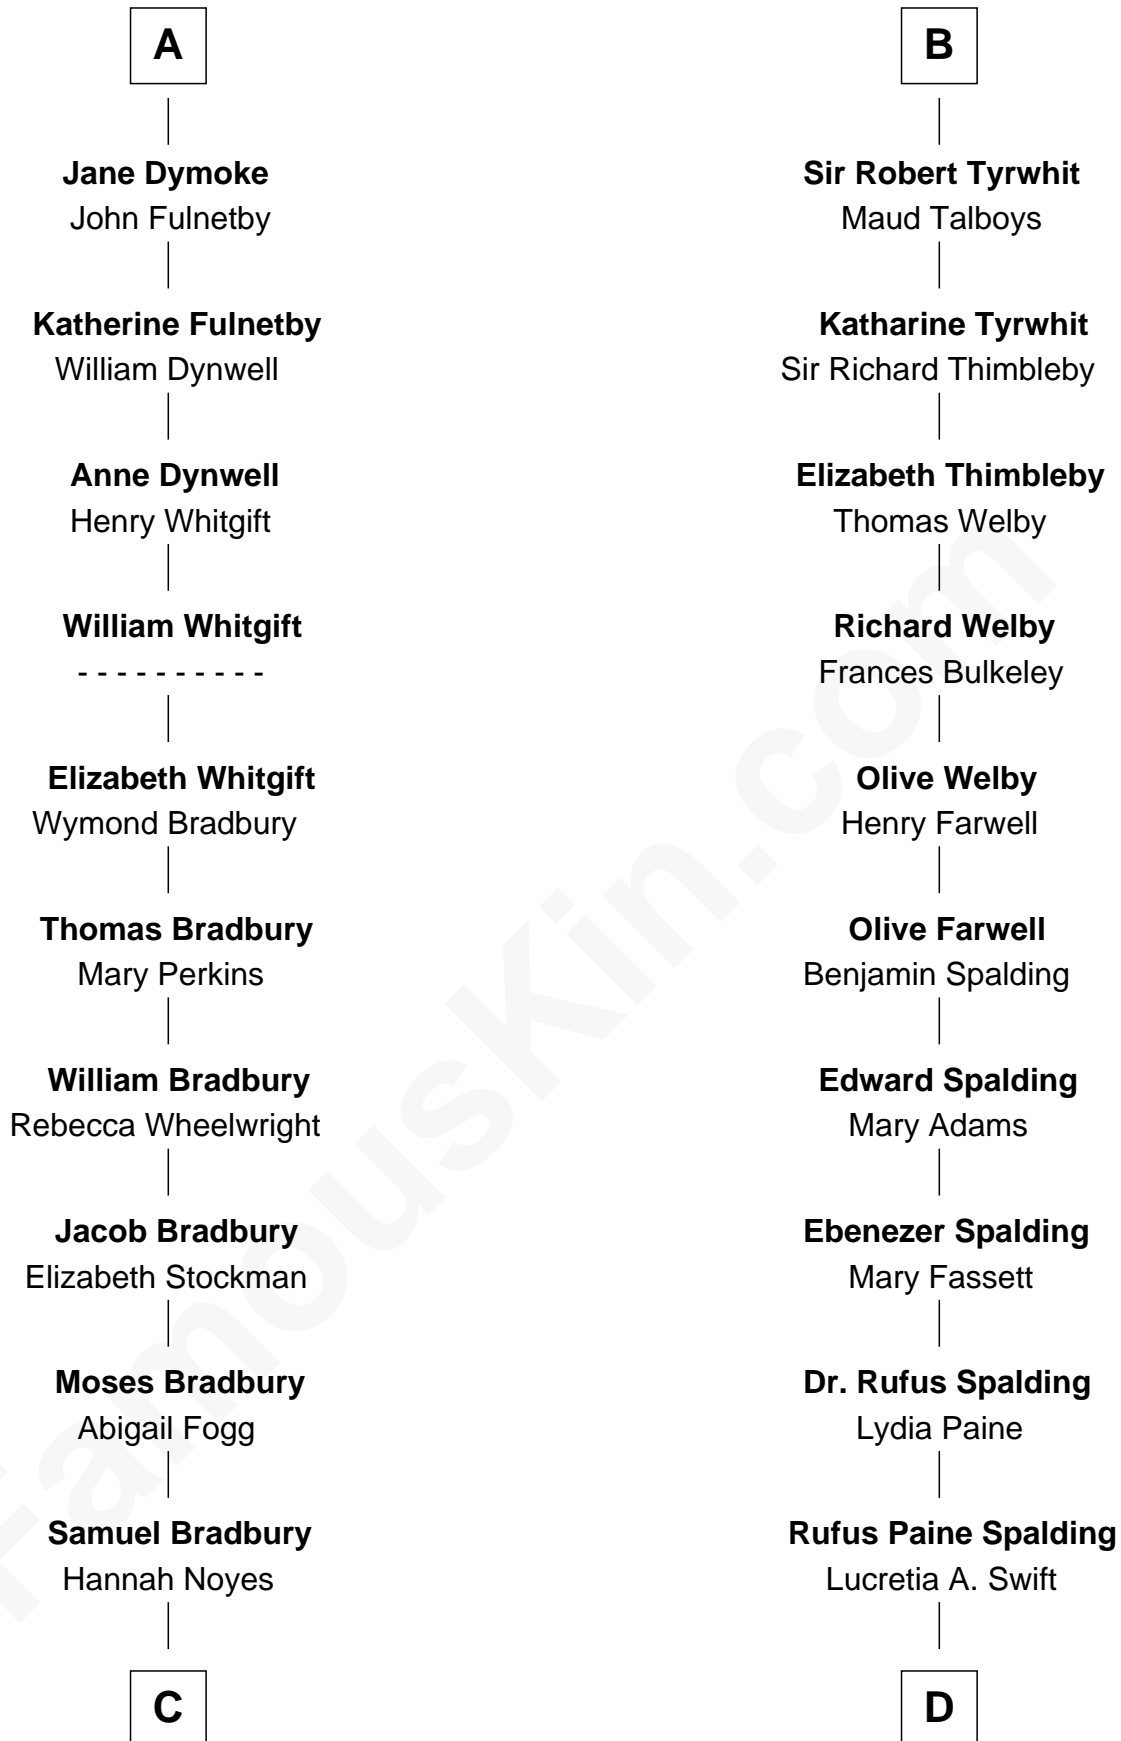 A
Jane Dymoke
John Fulnetby
Katherine Fulnetby
William Dynwell
Anne Dynwell
Henry Whitgift
William Whitgift
- - - - - - - - - -
Elizabeth Whitgift
Wymond Bradbury
Thomas Bradbury
Mary Perkins
William Bradbury
Rebecca Wheelwright
Jacob Bradbury
Elizabeth Stockman
Moses Bradbury
Abigail Fogg
Samuel Bradbury
Hannah Noyes
C
B
Sir Robert Tyrwhit
Maud Talboys
Katharine Tyrwhit
Sir Richard Thimbleby
Elizabeth Thimbleby
Thomas Welby
Richard Welby
Frances Bulkeley
Olive Welby
Henry Farwell
Olive Farwell
Benjamin Spalding
Edward Spalding
Mary Adams
Ebenezer Spalding
Mary Fassett
Dr. Rufus Spalding
Lydia Paine
Rufus Paine Spalding
Lucretia A. Swift
D
FamousKin.com